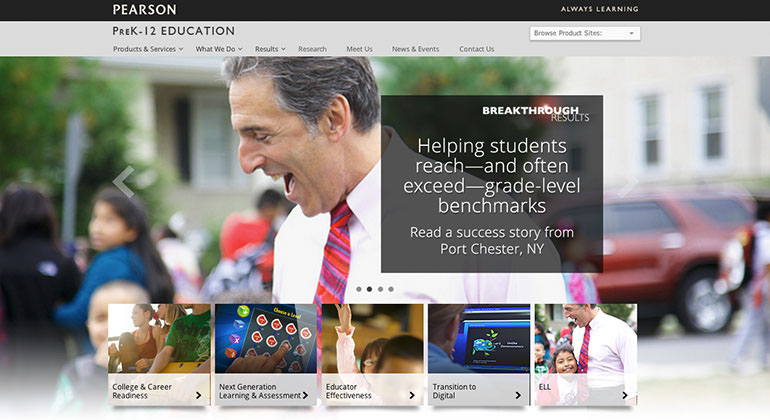 PEARSON
ALWAYS LEARNING
PREK-12 EDUCATION
Browse Product Sites:
Products & Services
What We Do
Results
Research
Meet Us
News & Events
Contact Us
BREAKTHROUGH
RESULTS
Helping students
reach—and often
exceed—grade-level
benchmarks
Read a success story from
Port Chester, NY
Choose a Level
College & Career
Readiness
Next Generation
Learning & Assessment
Educator
Effectiveness
Transition to
Digital
ELL